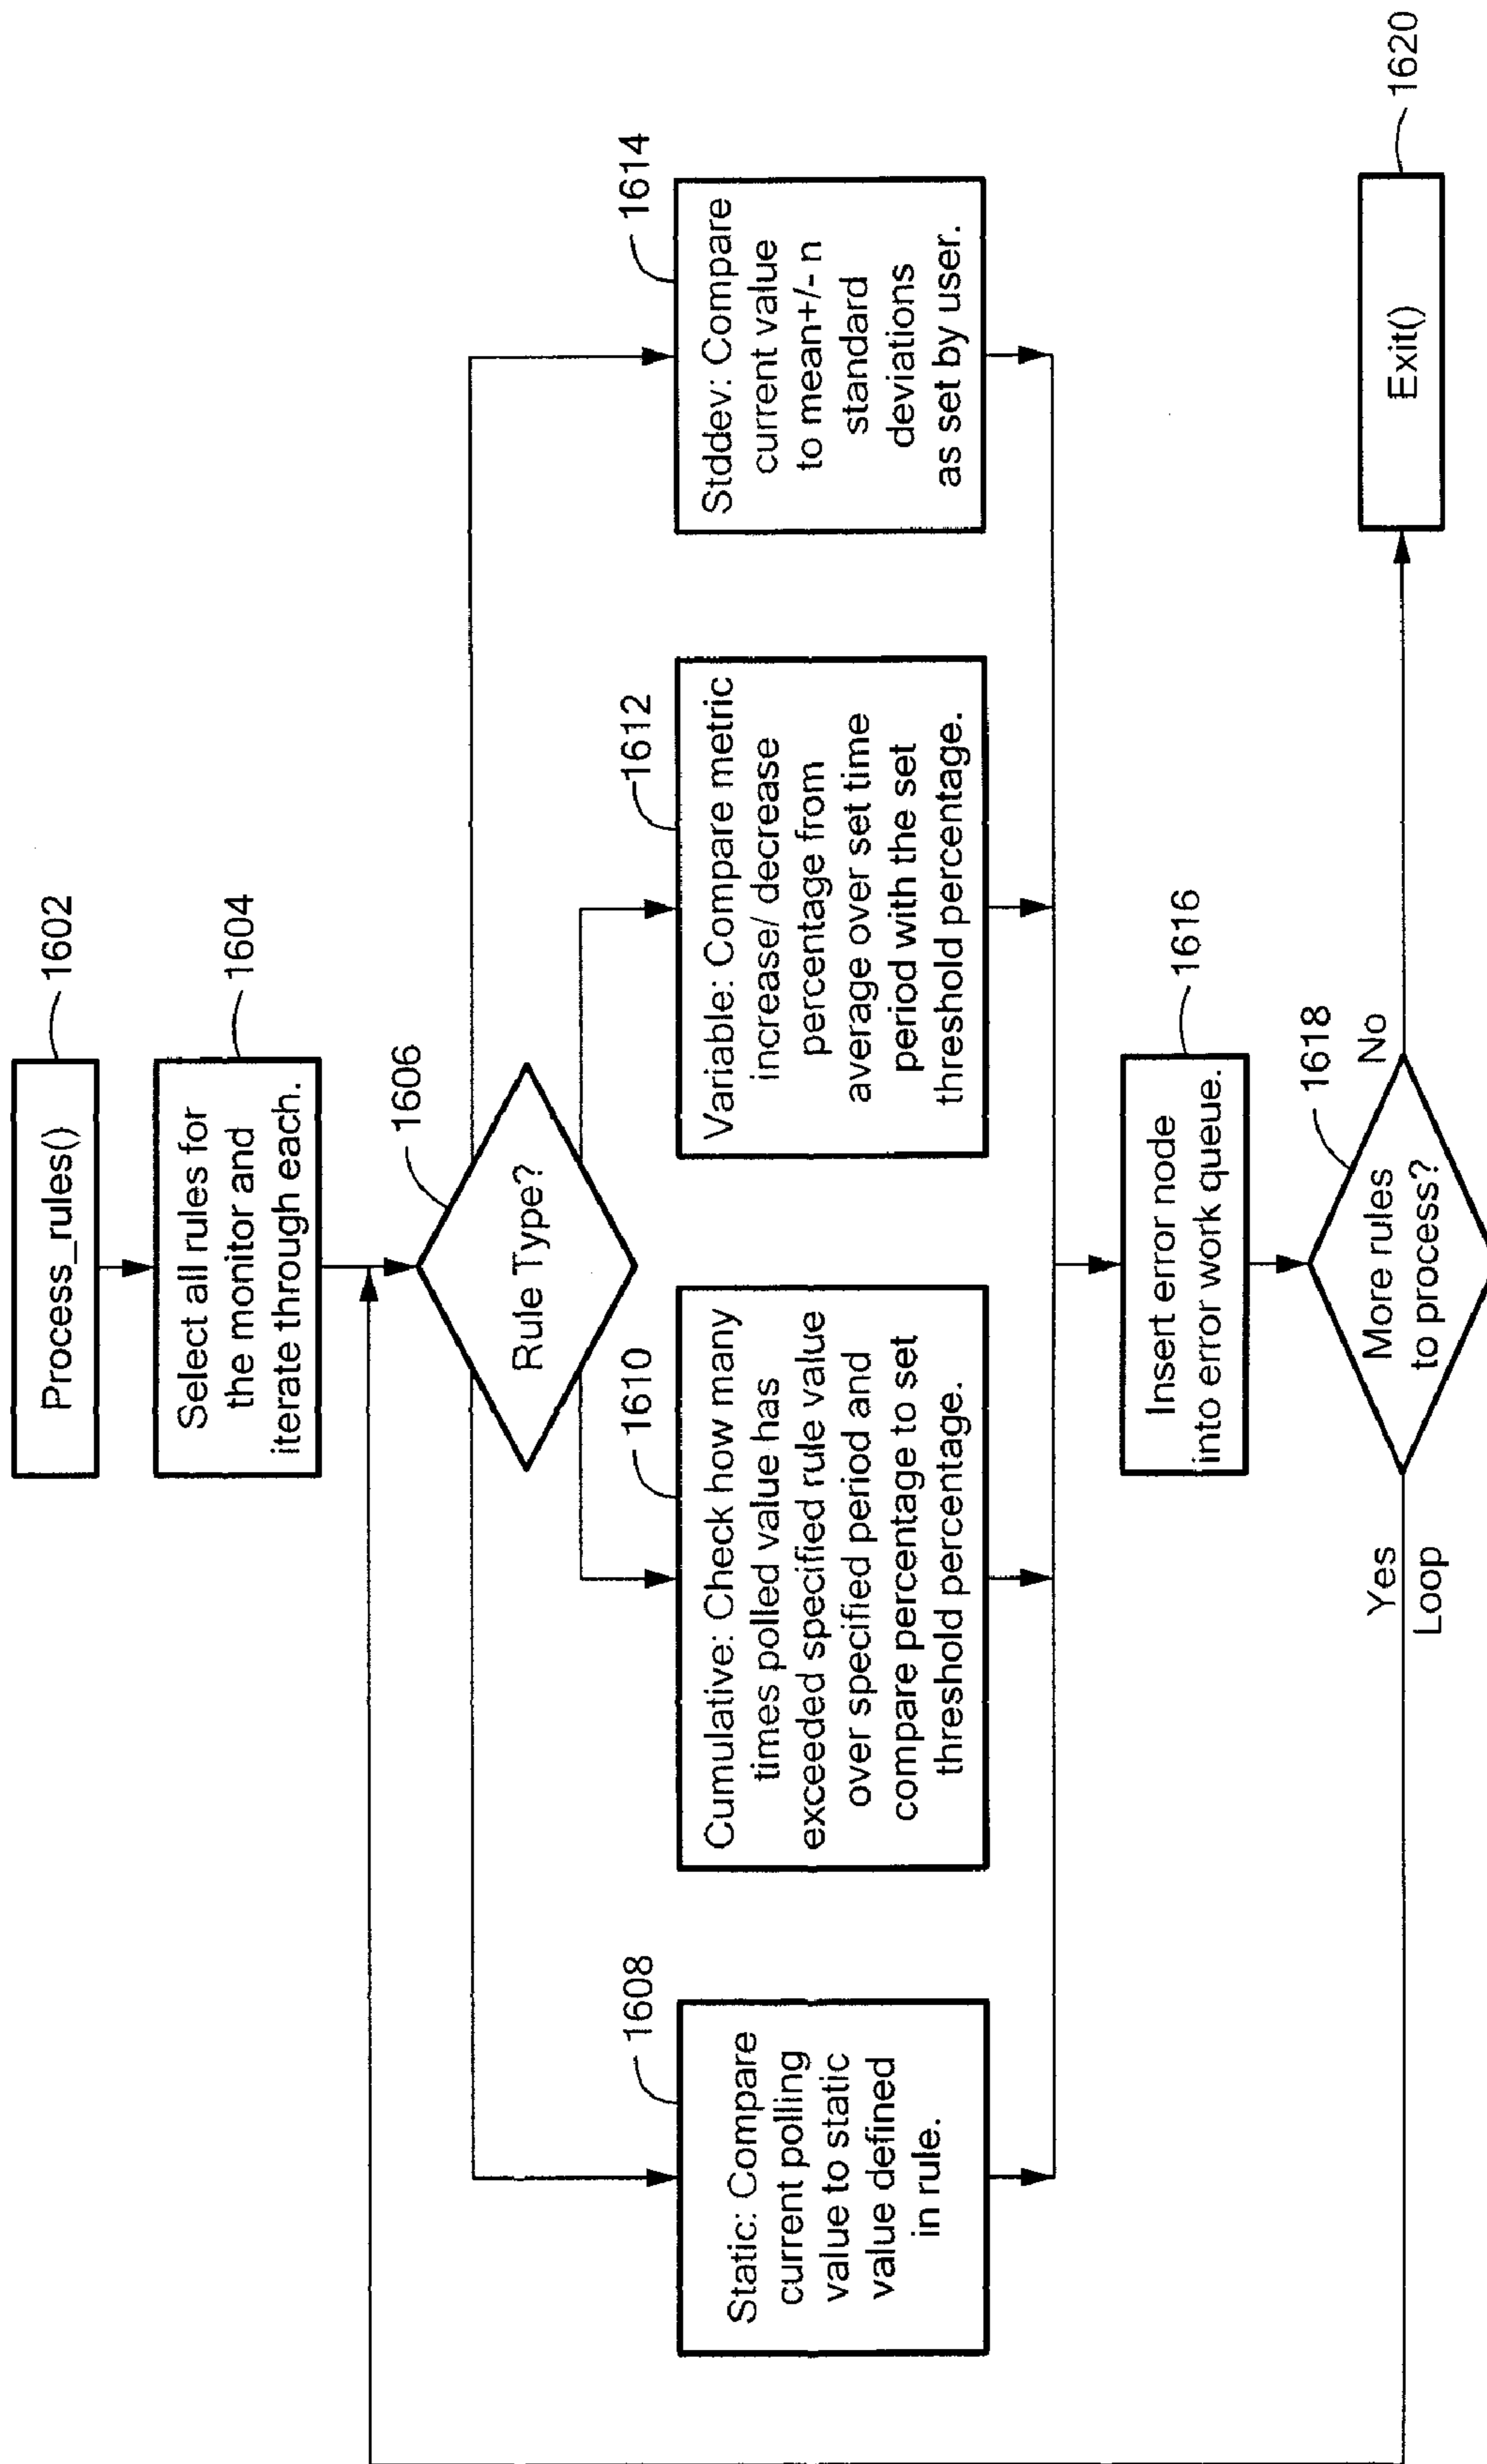 Process_rules()
1602
Select all rules for
the monitor and
iterate through each.
1604
Rule Type?
1606
Static: Compare
current polling
value to static
value defined
in rule.
1608
Cumulative: Check how many
times polled value has
exceeded specified rule value
over specified period and
compare percentage to set
threshold percentage.
1610
Variable: Compare metric
increase/ decrease
percentage from
average over set time
period with the set
threshold percentage.
1612
Stddev: Compare
current value
to mean+/- n
standard
deviations
as set by user.
1614
Insert error node
into error work queue.
1616
More rules
to process?
1618
Yes
Loop
No
Exit()
1620